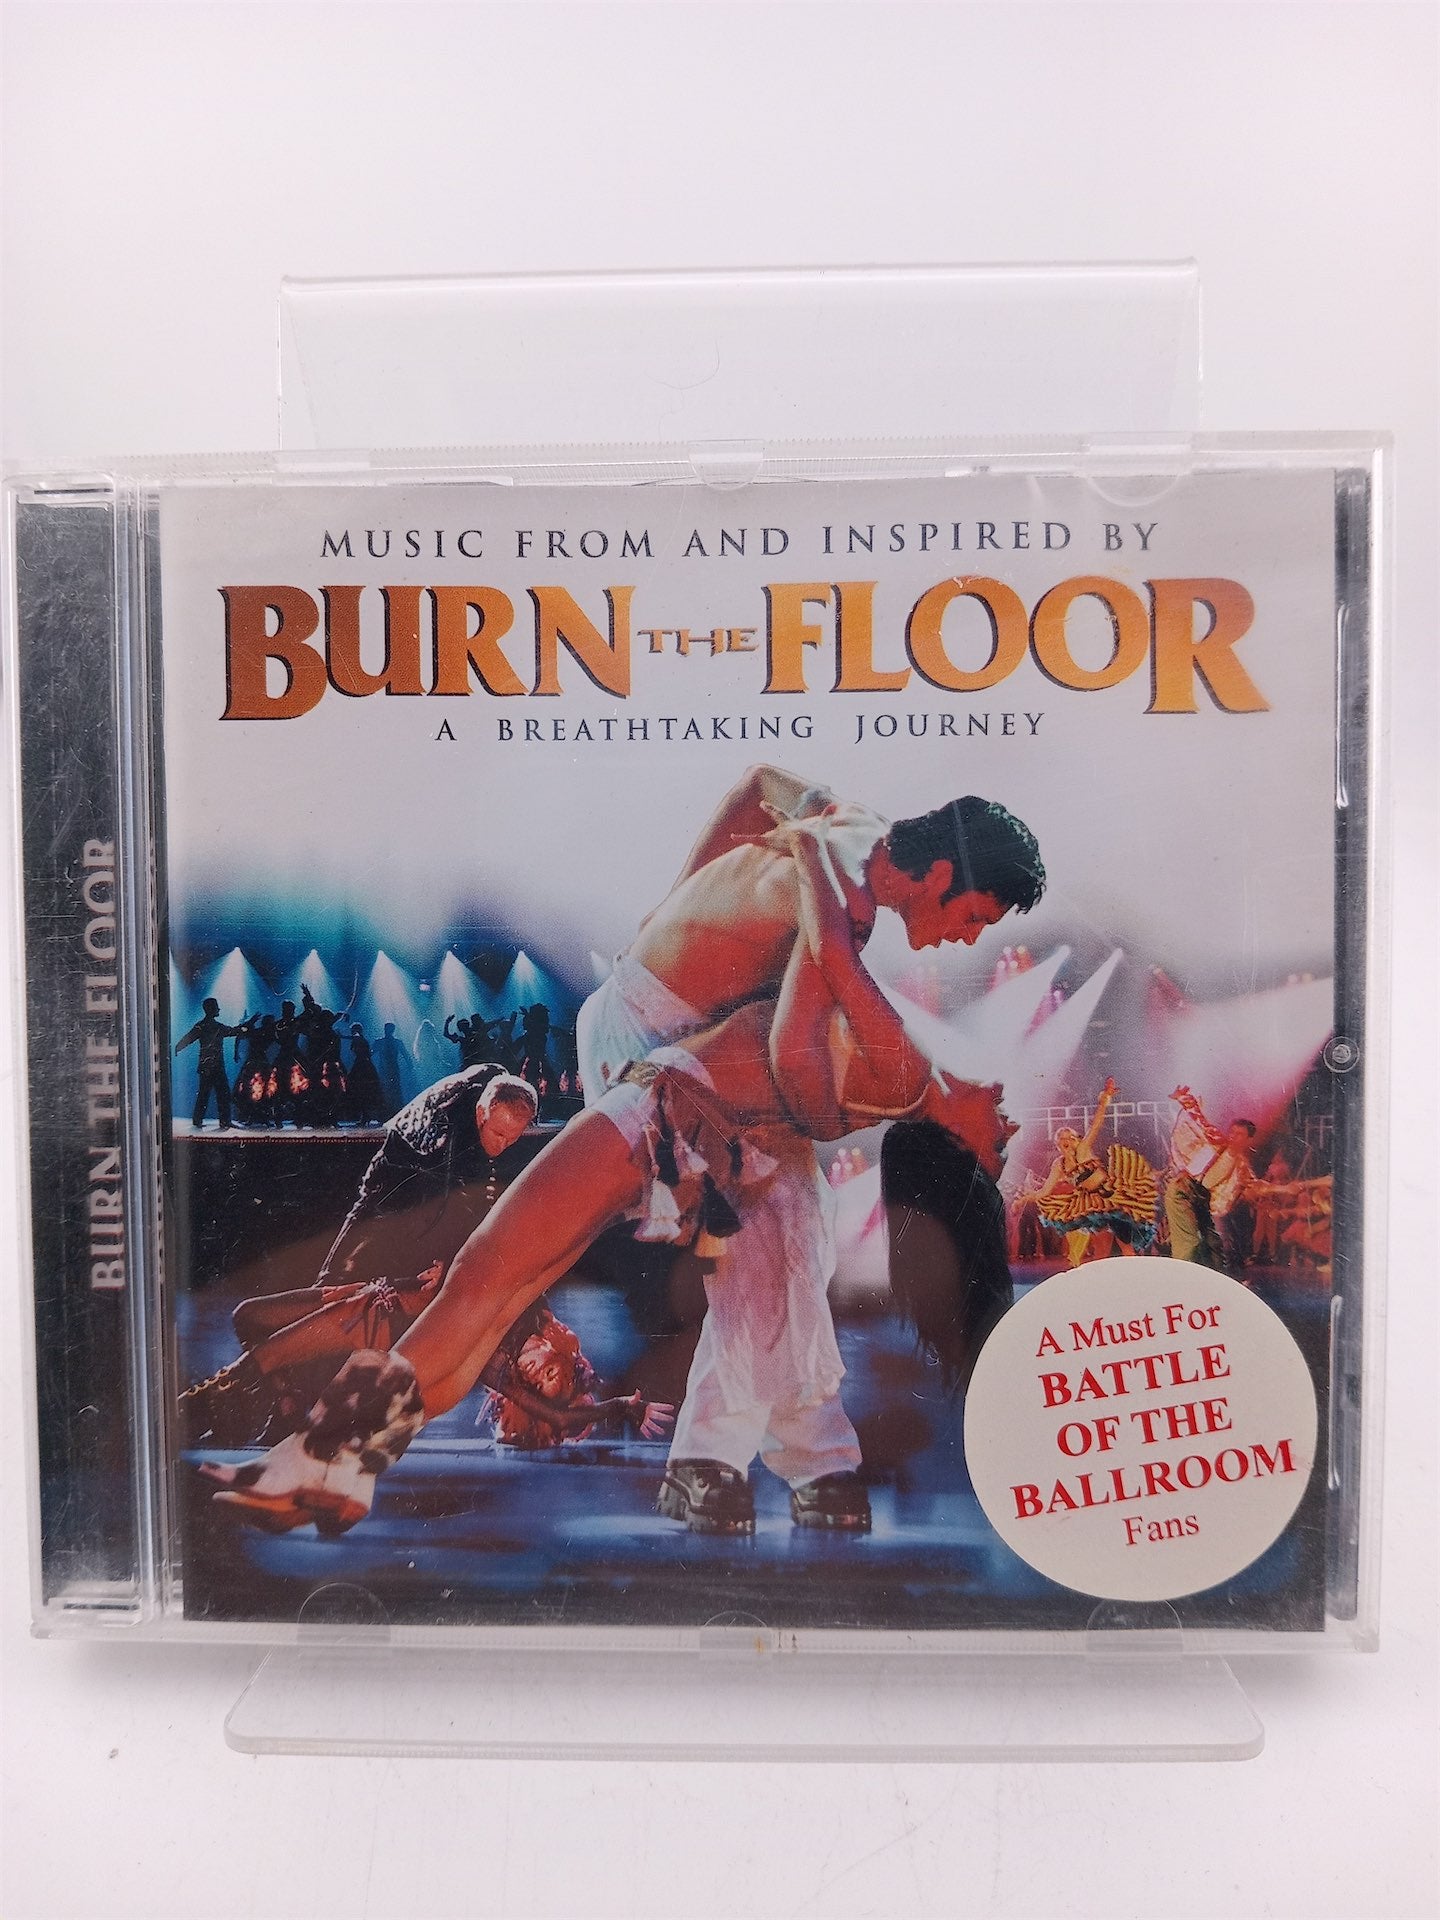 MUSIC FROM AND INSPIRED BY
BURN THE FLOOR
A BREATHTAKING JOURNEY
BURN THE FLOOR
A Must For
BATTLE
OF THE
BALLROOM
Fans